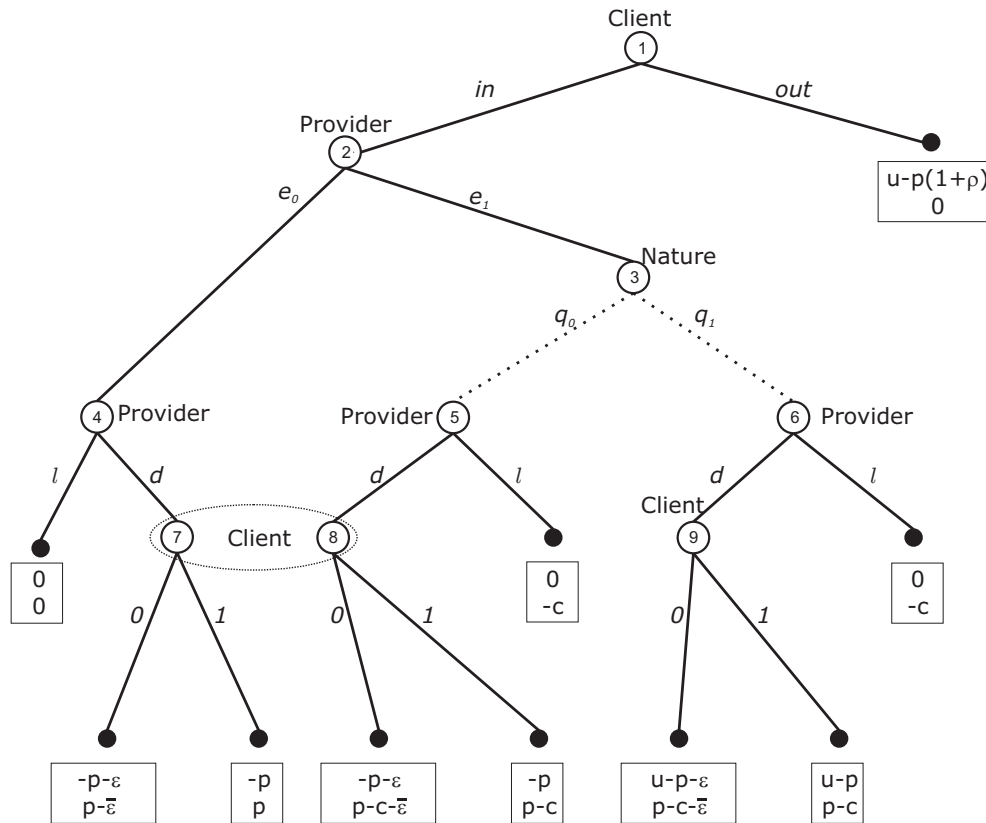 Client
1
in
out
Provider
2
u-p(1+ρ)
0
e₀
e₁
Nature
3
q₀
q₁
4
Provider
Provider
5
6
Provider
l
d
d
l
d
l
Client
7
Client
8
9
0
0
0
-c
0
-c
0
1
0
1
0
1
-p-ε
p-ε̅
-p
p
-p-ε
p-c-ε̅
-p
p-c
u-p-ε
p-c-ε̅
u-p
p-c